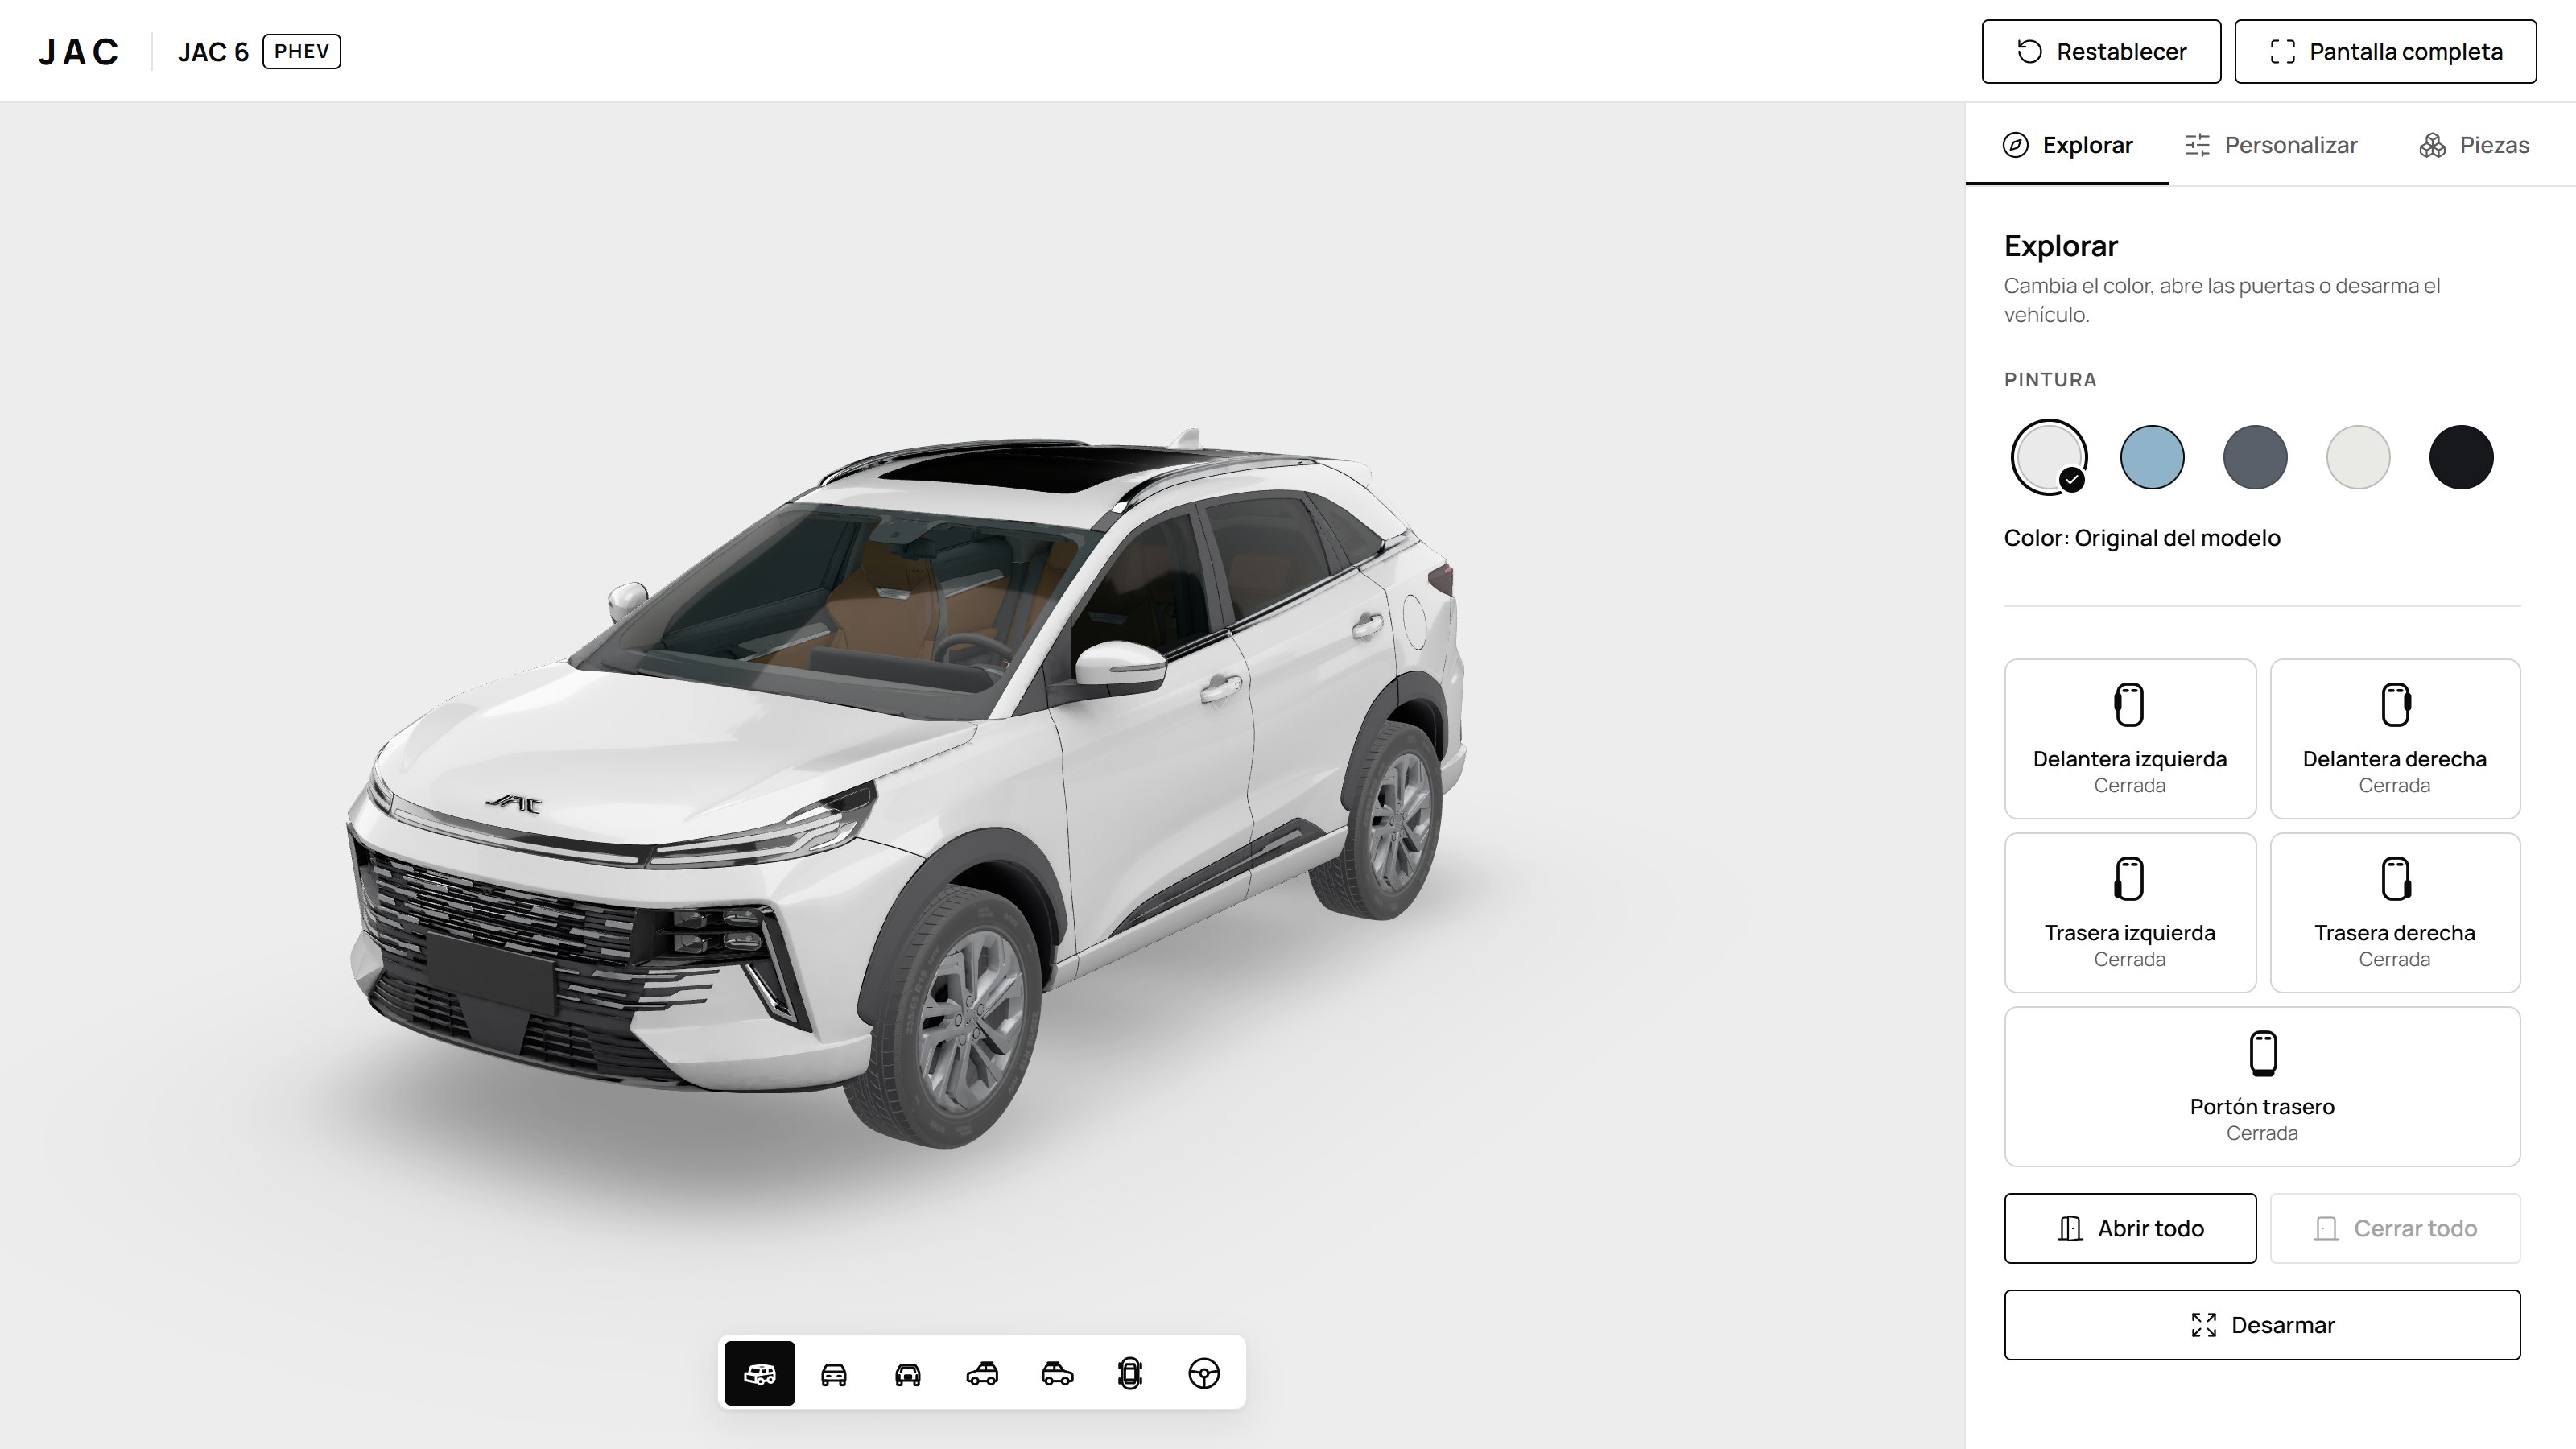 JAC
JAC 6 PHEV
Restablecer
Pantalla completa
Explorar
Personalizar
Piezas
Explorar
Cambia el color, abre las puertas o desarma el
vehículo.
PINTURA
Color: Original del modelo
Delantera izquierda
Cerrada
Delantera derecha
Cerrada
Trasera izquierda
Cerrada
Trasera derecha
Cerrada
Portón trasero
Cerrada
Abrir todo
Cerrar todo
Desarmar
JAC